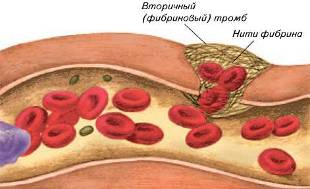 Вторичный
(фибриновый) тромб
Нити фибрина